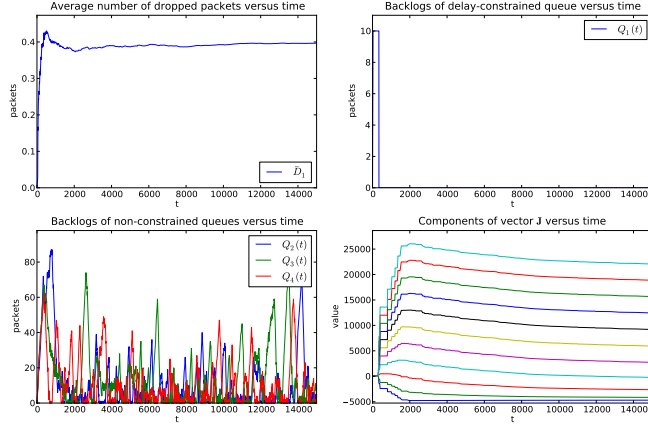 Average number of dropped packets versus time
packets
0.4
0.3
0.2
0.1
0.0
0 2000 4000 6000 8000 10000 12000 14000
t
D̄₁
Backlogs of delay-constrained queue versus time
packets
10
8
6
4
2
0
0 2000 4000 6000 8000 10000 12000 14000
t
Q₁(t)
Backlogs of non-constrained queues versus time
packets
80
60
40
20
0
0 2000 4000 6000 8000 10000 12000 14000
t
Q₂(t)
Q₃(t)
Q₄(t)
Components of vector J versus time
value
25000
20000
15000
10000
5000
0
−5000
0 2000 4000 6000 8000 10000 12000 14000
t